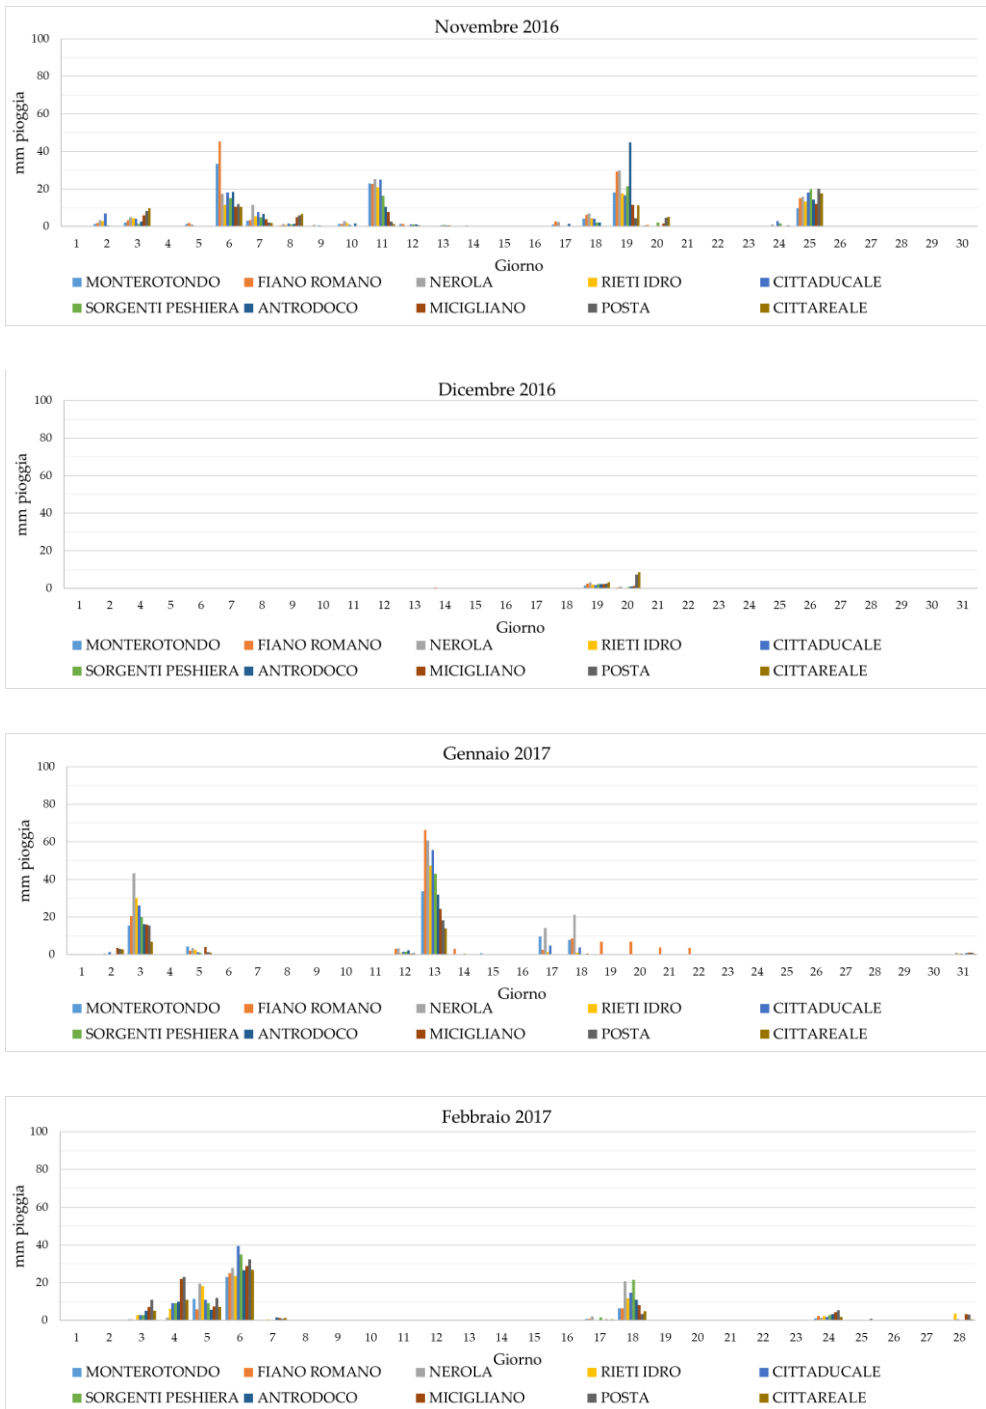 Novembre 2016
100
80
60
40
20
0
mm pioggia
1 2 3 4 5 6 7 8 9 10 11 12 13 14 15 16 17 18 19 20 21 22 23 24 25 26 27 28 29 30
Giorno
MONTEROTONDO FIANO ROMANO NEROLA RIETI IDRO CITTADUCALE
SORGENTI PESHIERA ANTRODOCO MICIGLIANO POSTA CITTAREALE
Dicembre 2016
100
80
60
40
20
0
mm pioggia
1 2 4 5 6 7 8 9 10 11 12 13 14 15 16 17 18 19 20 21 22 23 24 25 26 27 28 29 30 31
Giorno
MONTEROTONDO FIANO ROMANO NEROLA RIETI IDRO CITTADUCALE
SORGENTI PESHIERA ANTRODOCO MICIGLIANO POSTA CITTAREALE
Gennaio 2017
100
80
60
40
20
0
mm pioggia
1 2 3 4 5 6 7 8 9 10 11 12 13 14 15 16 17 18 19 20 21 22 23 24 25 26 27 28 29 30 31
Giorno
MONTEROTONDO FIANO ROMANO NEROLA RIETI IDRO CITTADUCALE
SORGENTI PESHIERA ANTRODOCO MICIGLIANO POSTA CITTAREALE
Febbraio 2017
100
80
60
40
20
0
mm pioggia
1 2 3 4 5 6 7 8 9 10 11 12 13 14 15 16 17 18 19 20 21 22 23 24 25 26 27 28
Giorno
MONTEROTONDO FIANO ROMANO NEROLA RIETI IDRO CITTADUCALE
SORGENTI PESHIERA ANTRODOCO MICIGLIANO POSTA CITTAREALE